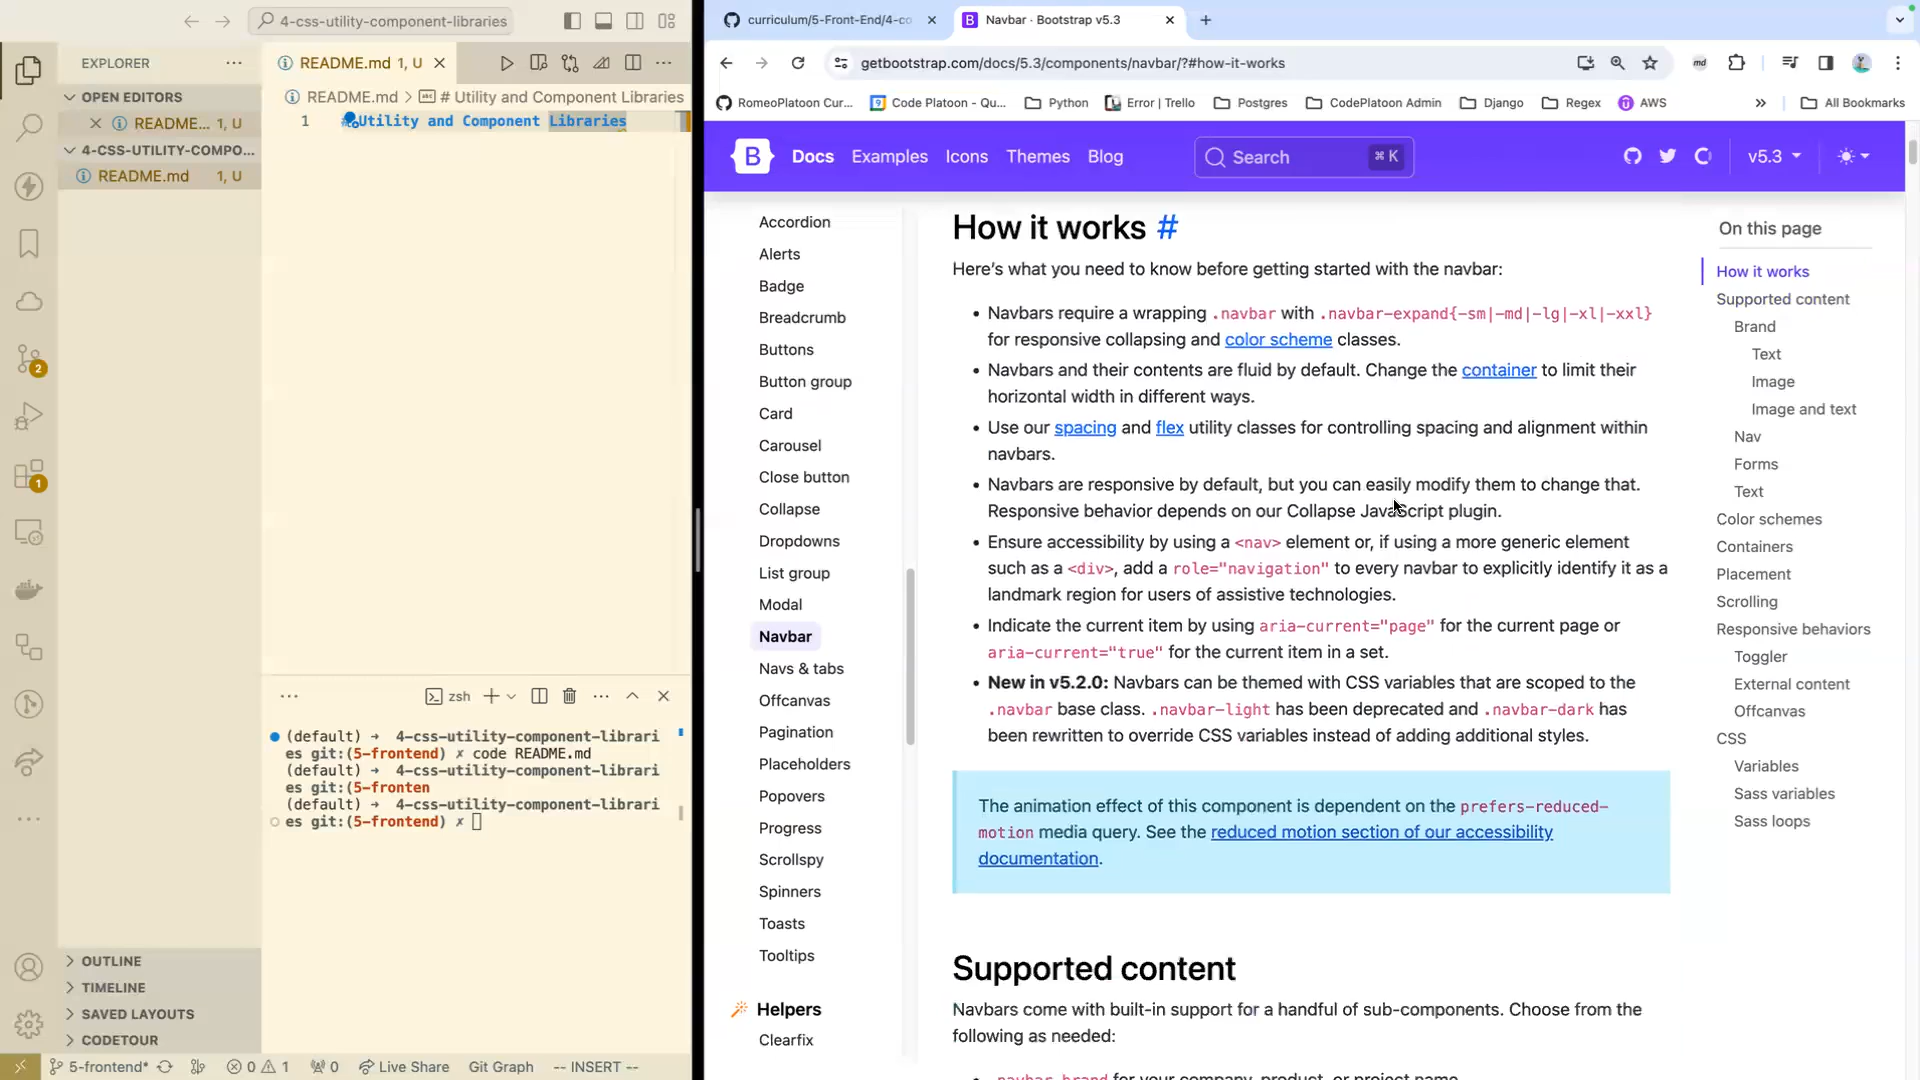 4-css-utility-component-libraries
EXPLORER
OPEN EDITORS
README... 1, U
4-CSS-UTILITY-COMPO...
README.md 1, U
OUTLINE
TIMELINE
SAVED LAYOUTS
CODETOUR
2
1
README.md 1, U
README.md > # Utility and Component Libraries
1 Utility and Component Libraries
zsh
(default) → 4-css-utility-component-librari
es git:(5-frontend) ✗ code README.md
(default) → 4-css-utility-component-librari
es git:(5-fronten
(default) → 4-css-utility-component-librari
es git:(5-frontend) ✗
5-frontend* 0 1 0 Live Share Git Graph -- INSERT --
curriculum/5-Front-End/4-co
Navbar · Bootstrap v5.3
getbootstrap.com/docs/5.3/components/navbar/?#how-it-works
md
RomeoPlatoon Cur... Code Platoon - Qu... Python Error | Trello Postgres CodePlatoon Admin Django Regex AWS » All Bookmarks
B Docs Examples Icons Themes Blog Search ⌘ K v5.3
Accordion
Alerts
Badge
Breadcrumb
Buttons
Button group
Card
Carousel
Close button
Collapse
Dropdowns
List group
Modal
Navbar
Navs & tabs
Offcanvas
Pagination
Placeholders
Popovers
Progress
Scrollspy
Spinners
Toasts
Tooltips
Helpers
Clearfix
How it works #
Here’s what you need to know before getting started with the navbar:
• Navbars require a wrapping .navbar with .navbar-expand{-sm|-md|-lg|-xl|-xxl}
for responsive collapsing and color scheme classes.
• Navbars and their contents are fluid by default. Change the container to limit their
horizontal width in different ways.
• Use our spacing and flex utility classes for controlling spacing and alignment within
navbars.
• Navbars are responsive by default, but you can easily modify them to change that.
Responsive behavior depends on our Collapse JavaScript plugin.
• Ensure accessibility by using a <nav> element or, if using a more generic element
such as a <div>, add a role="navigation" to every navbar to explicitly identify it as a
landmark region for users of assistive technologies.
• Indicate the current item by using aria-current="page" for the current page or
aria-current="true" for the current item in a set.
• New in v5.2.0: Navbars can be themed with CSS variables that are scoped to the
.navbar base class. .navbar-light has been deprecated and .navbar-dark has
been rewritten to override CSS variables instead of adding additional styles.
The animation effect of this component is dependent on the prefers-reduced-
motion media query. See the reduced motion section of our accessibility
documentation.
Supported content
Navbars come with built-in support for a handful of sub-components. Choose from the
following as needed:
• .navbar-brand for your company, product, or project name.
On this page
How it works
Supported content
Brand
Text
Image
Image and text
Nav
Forms
Text
Color schemes
Containers
Placement
Scrolling
Responsive behaviors
Toggler
External content
Offcanvas
CSS
Variables
Sass variables
Sass loops